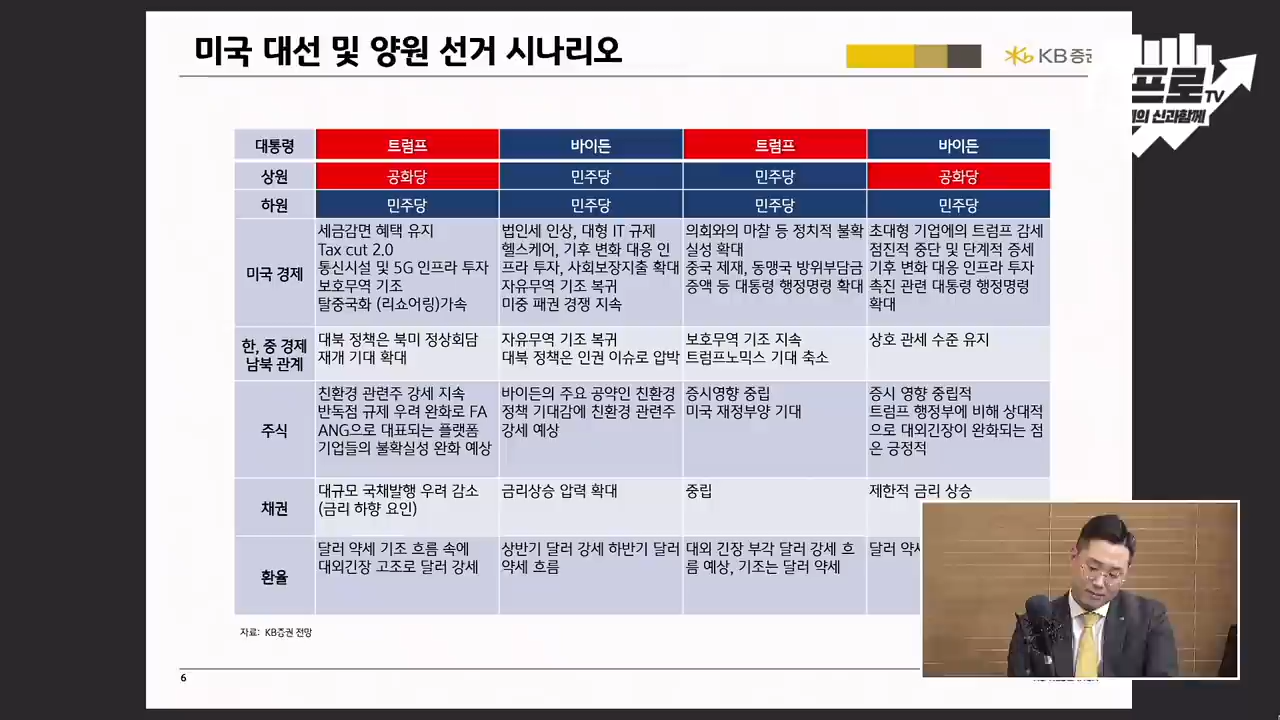 미국 대선 및 양원 선거 시나리오
KB증권
프로TV
의 신과함께
대통령 트럼프 바이든 트럼프 바이든
상원 공화당 민주당 민주당 공화당
하원 민주당 민주당 민주당 민주당
미국 경제
세금감면 혜택 유지
Tax cut 2.0
통신시설 및 5G 인프라 투자
보호무역 기조
탈중국화 (리쇼어링)가속
법인세 인상, 대형 IT 규제
헬스케어, 기후 변화 대응 인
프라 투자, 사회보장지출 확대
자유무역 기조 복귀
미중 패권 경쟁 지속
의회와의 마찰 등 정치적 불확
실성 확대
중국 제재, 동맹국 방위부담금
증액 등 대통령 행정명령 확대
초대형 기업에의 트럼프 감세
점진적 중단 및 단계적 증세
기후 변화 대응 인프라 투자
촉진 관련 대통령 행정명령
확대
한, 중 경제
남북 관계
대북 정책은 북미 정상회담
재개 기대 확대
자유무역 기조 복귀
대북 정책은 인권 이슈로 압박
보호무역 기조 지속
트럼프노믹스 기대 축소
상호 관세 수준 유지
주식
친환경 관련주 강세 지속
반독점 규제 우려 완화로 FA
ANG으로 대표되는 플랫폼
기업들의 불확실성 완화 예상
바이든의 주요 공약인 친환경
정책 기대감에 친환경 관련주
강세 예상
증시영향 중립
미국 재정부양 기대
증시 영향 중립적
트럼프 행정부에 비해 상대적
으로 대외긴장이 완화되는 점
은 긍정적
채권
대규모 국채발행 우려 감소
(금리 하향 요인)
금리상승 압력 확대
중립
제한적 금리 상승
환율
달러 약세 기조 흐름 속에
대외긴장 고조로 달러 강세
상반기 달러 강세 하반기 달러
약세 흐름
대외 긴장 부각 달러 강세 흐
름 예상, 기조는 달러 약세
달러 약세
자료: KB증권 전망
6